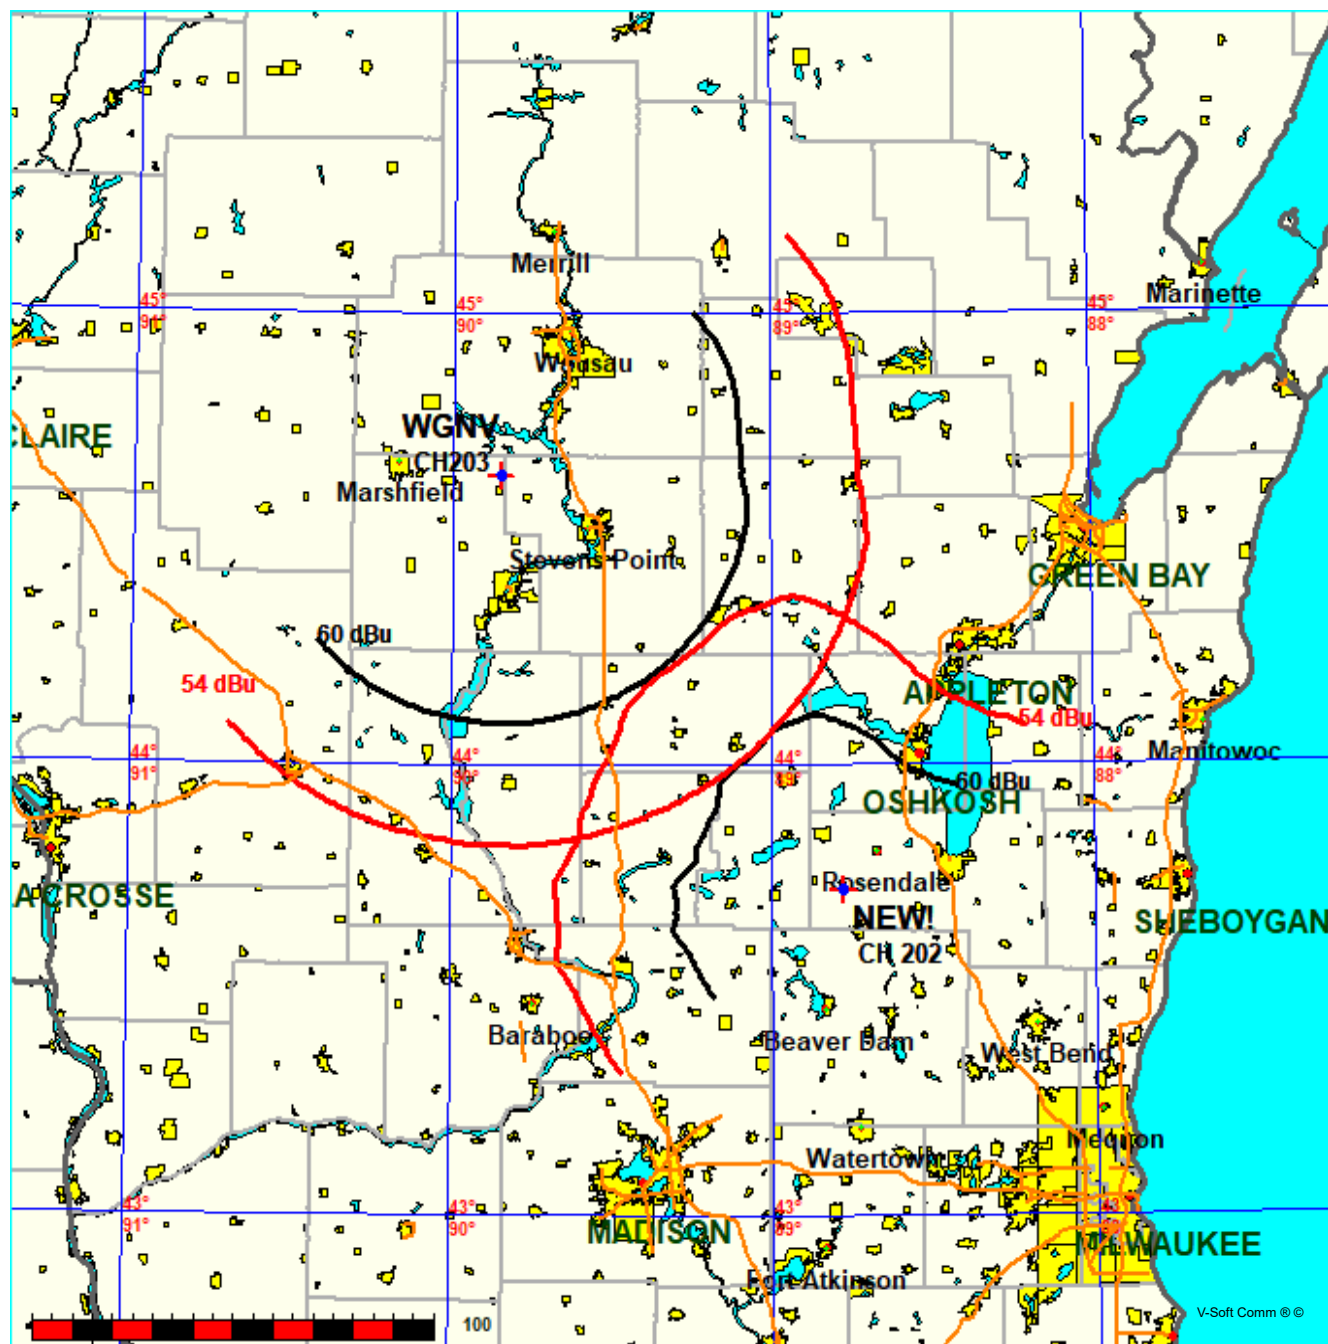 Merrill
Marinette
45°
91°
45°
90°
45°
89°
45°
88°
Wausau
CLAIRE
WGNV
CH203
Marshfield
Stevens Point
GREEN BAY
60 dBu
54 dBu
APPLETON
54 dBu
Manitowoc
44°
91°
44°
90°
44°
89°
44°
88°
60 dBu
OSHKOSH
Rosendale
A CROSSE
NEW!
CH 202
SHEBOYGAN
Baraboo
Beaver Dam
West Bend
Mequon
Watertown
43°
91°
43°
90°
43°
89°
43°
MADISON
MILWAUKEE
Fort Atkinson
100
V-Soft Comm ® ©